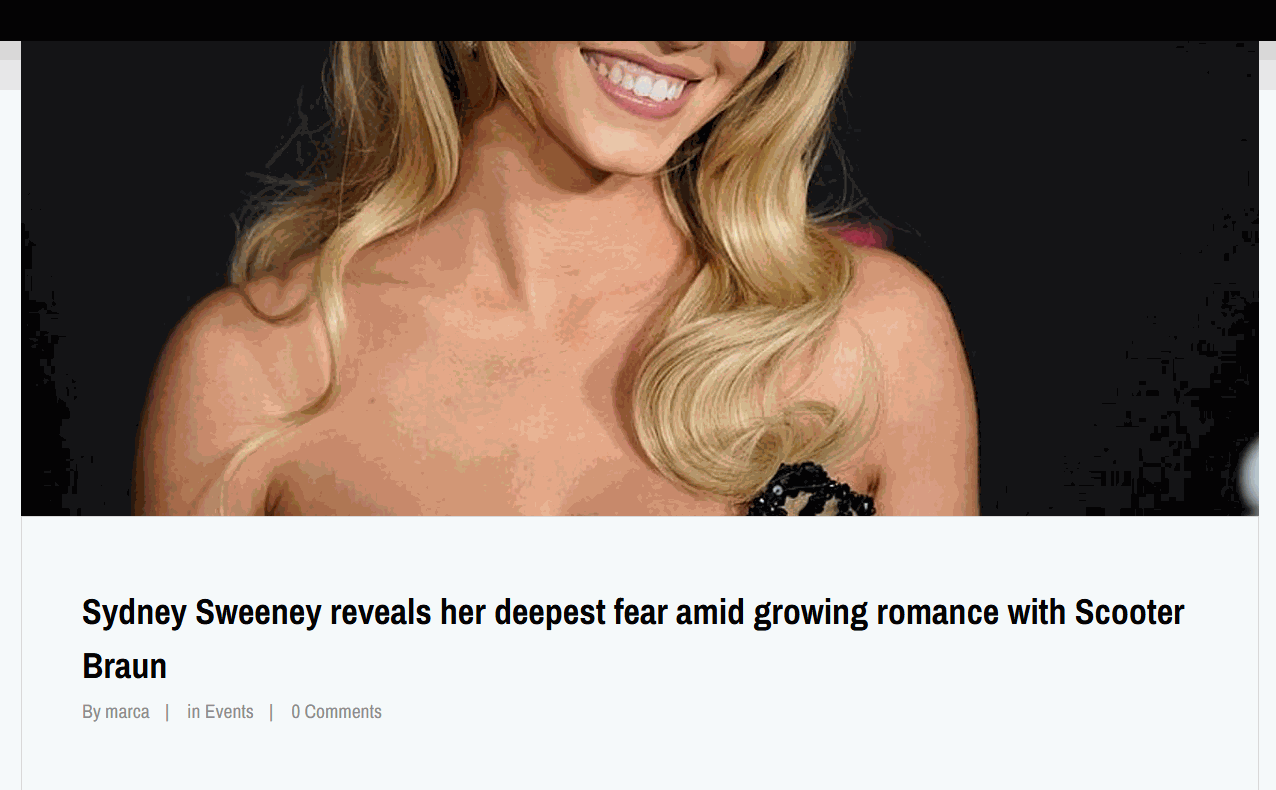 Sydney Sweeney reveals her deepest fear amid growing romance with Scooter
Braun
By marca | in Events | 0 Comments